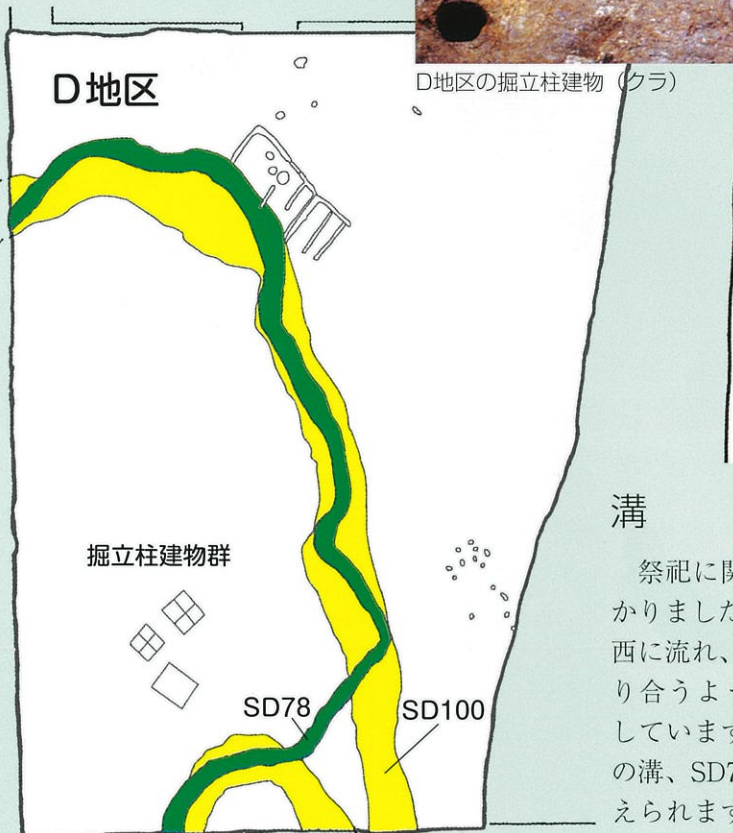 D地区
D地区の掘立柱建物（クラ）
掘立柱建物群
SD78
SD100
溝
祭祀に関
かりました
西に流れ、
り合うよ
しています
の溝、SD7
えられます